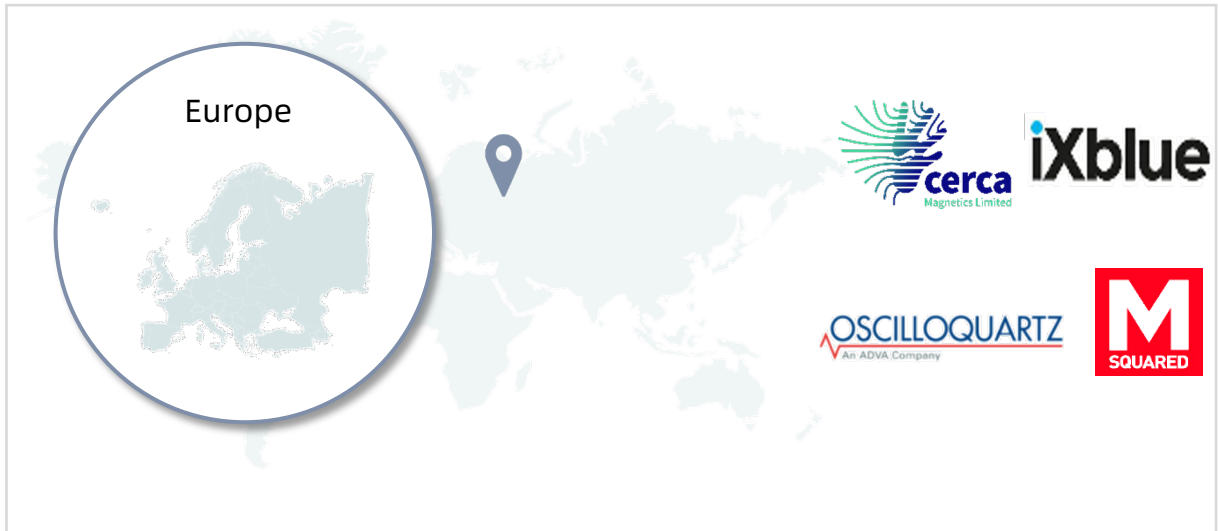 Europe
cerca
Magnetics Limited
iXblue
OSCILLOQUARTZ
An ADVA Company
M
SQUARED